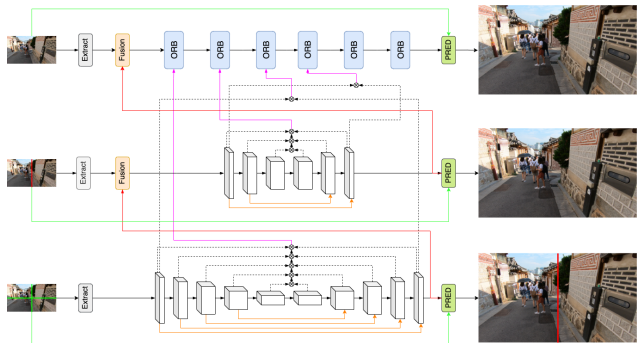 Extract
Fusion
ORB
ORB
ORB
ORB
ORB
ORB
PRED
Extract
Fusion
PRED
Extract
PRED